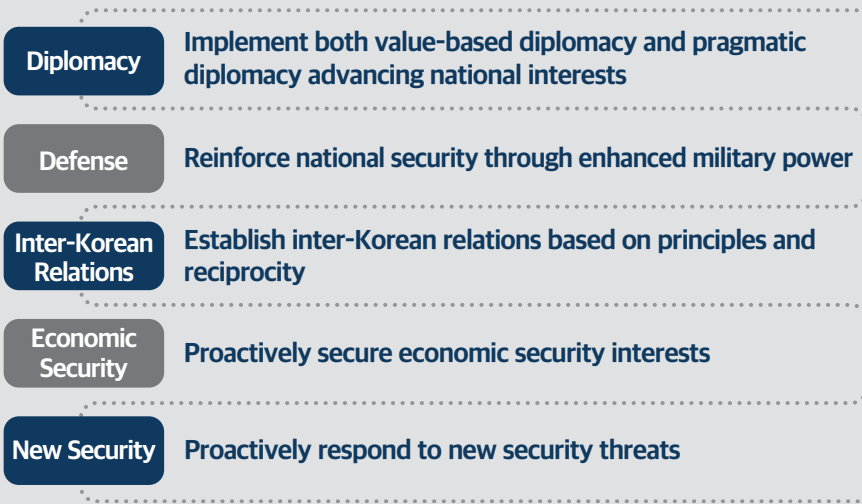 Diplomacy
Implement both value-based diplomacy and pragmatic
diplomacy advancing national interests
Defense
Reinforce national security through enhanced military power
Inter-Korean
Relations
Establish inter-Korean relations based on principles and
reciprocity
Economic
Security
Proactively secure economic security interests
New Security
Proactively respond to new security threats